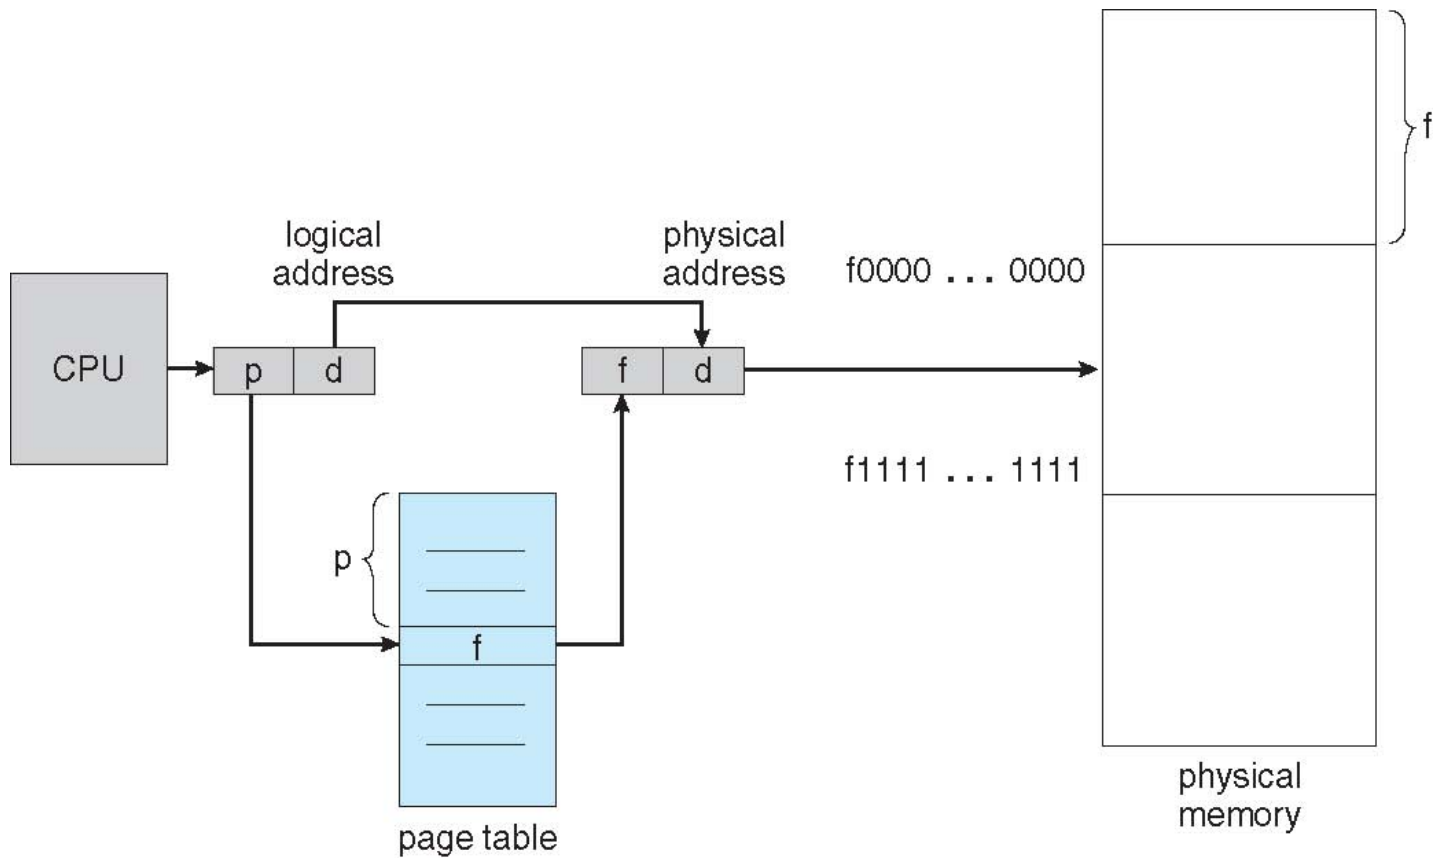 f
logical
address
physical
address
f0000 ... 0000
CPU
p
d
f
d
f1111 ... 1111
p
f
page table
physical
memory